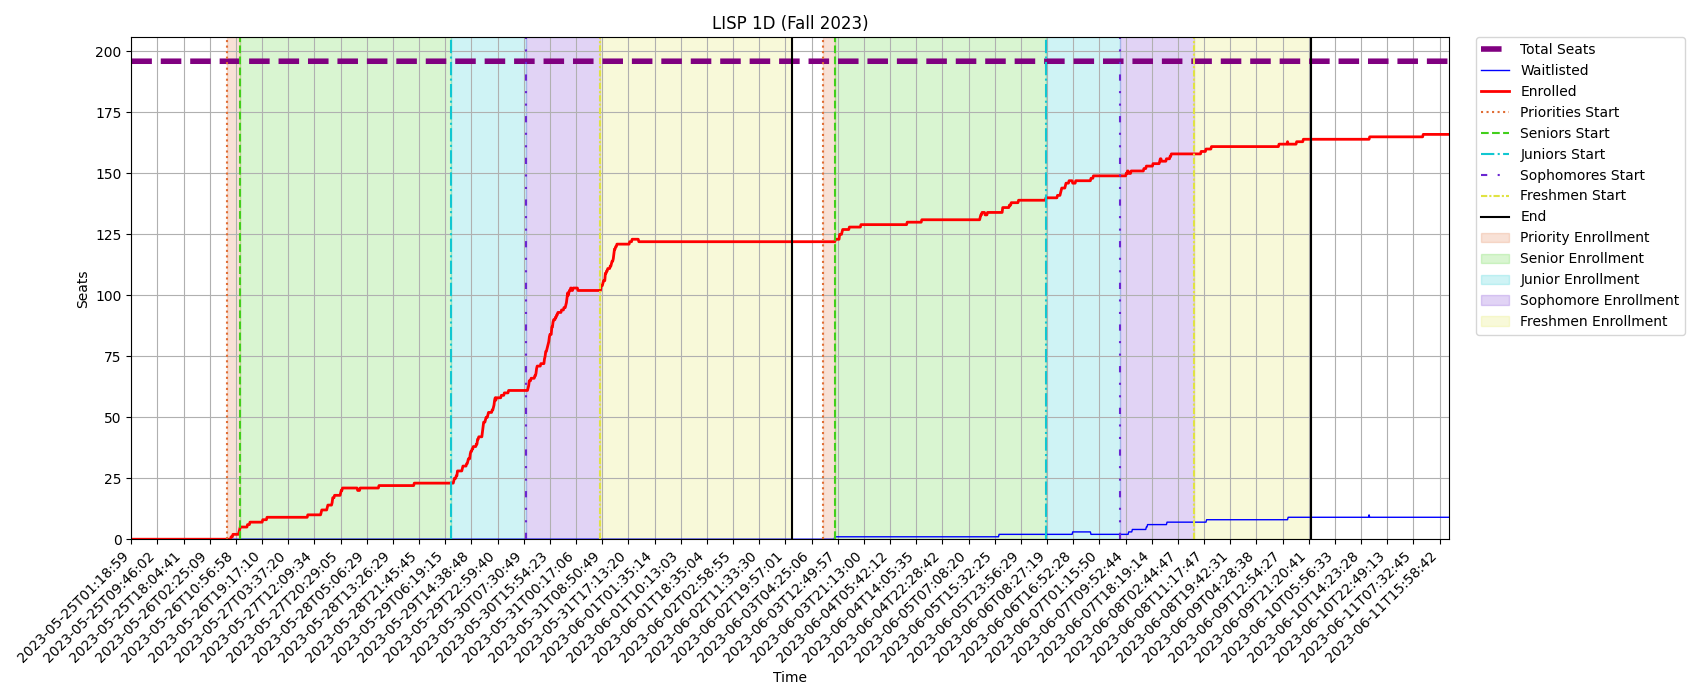 LISP 1D (Fall 2023)
Seats
200
175
150
125
100
75
50
25
0
2023-05-25T01:18:59
2023-05-25T09:46:02
2023-05-25T18:04:41
2023-05-26T02:25:09
2023-05-26T10:56:58
2023-05-26T19:17:10
2023-05-27T03:37:20
2023-05-27T12:09:34
2023-05-27T20:29:05
2023-05-28T05:06:29
2023-05-28T13:26:29
2023-05-28T21:45:45
2023-05-29T06:19:15
2023-05-29T14:38:48
2023-05-29T22:59:40
2023-05-30T07:30:49
2023-05-30T15:54:23
2023-05-31T00:17:06
2023-05-31T08:50:49
2023-05-31T17:13:20
2023-06-01T01:35:14
2023-06-01T10:13:03
2023-06-01T18:35:04
2023-06-02T02:58:55
2023-06-02T11:33:30
2023-06-02T19:57:01
2023-06-03T04:25:06
2023-06-03T12:49:57
2023-06-03T21:13:00
2023-06-04T05:42:12
2023-06-04T14:05:35
2023-06-04T22:28:42
2023-06-05T07:08:20
2023-06-05T15:32:25
2023-06-05T23:56:29
2023-06-06T08:27:19
2023-06-06T16:52:28
2023-06-07T01:15:50
2023-06-07T09:52:44
2023-06-07T18:19:14
2023-06-08T02:44:47
2023-06-08T11:17:47
2023-06-08T19:42:31
2023-06-09T04:28:38
2023-06-09T12:54:27
2023-06-09T21:20:41
2023-06-10T05:56:33
2023-06-10T14:23:28
2023-06-10T22:49:13
2023-06-11T07:32:45
2023-06-11T15:58:42
Time
Total Seats
Waitlisted
Enrolled
Priorities Start
Seniors Start
Juniors Start
Sophomores Start
Freshmen Start
End
Priority Enrollment
Senior Enrollment
Junior Enrollment
Sophomore Enrollment
Freshmen Enrollment